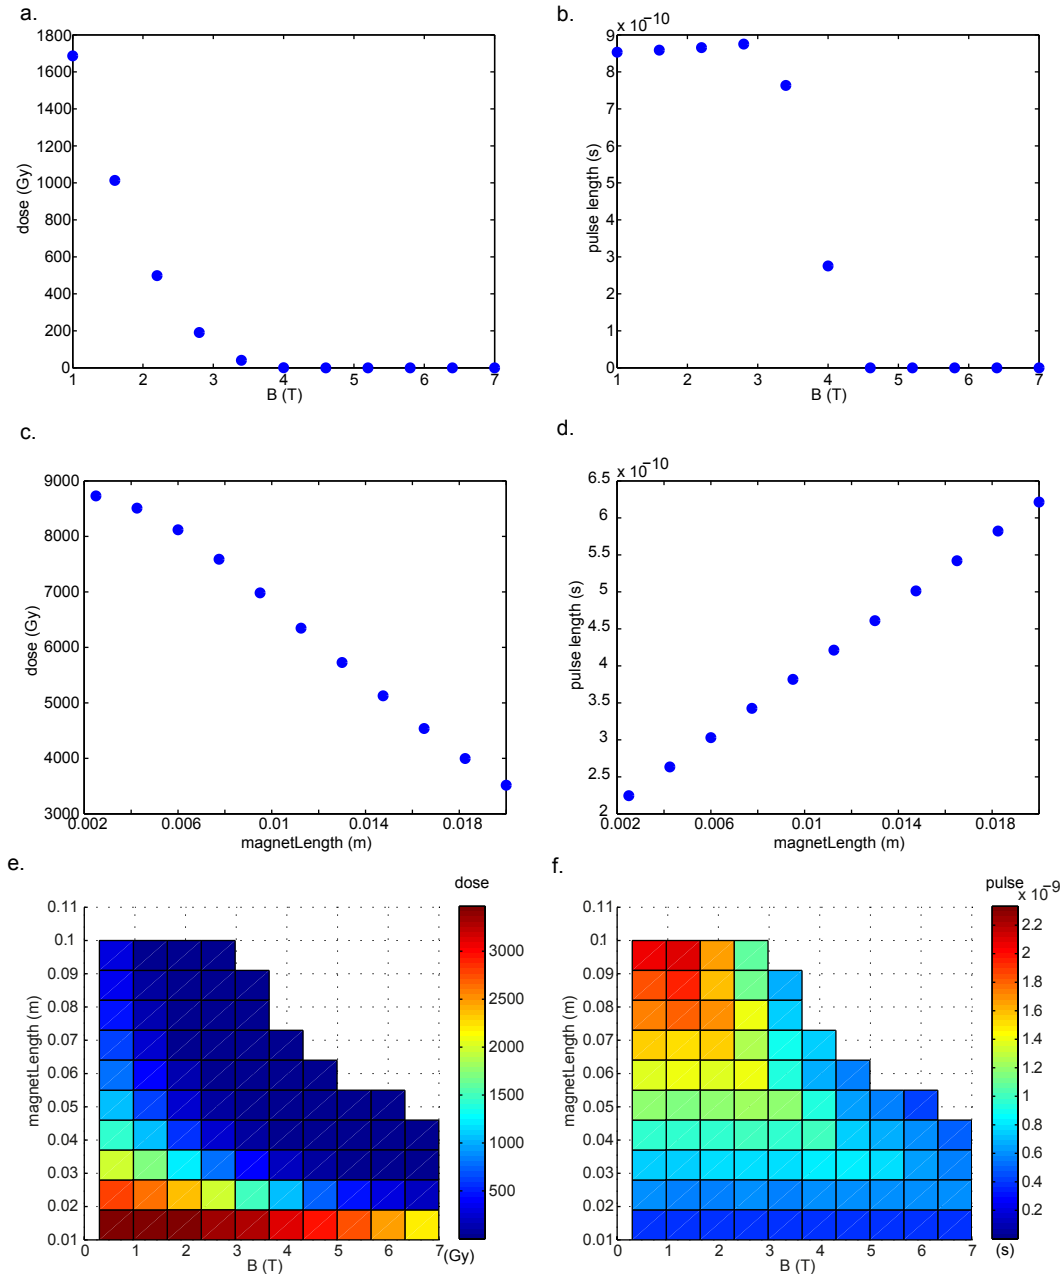 a.
1800
1600
1400
1200
1000
800
600
400
200
0
dose (Gy)
1 2 3 4 5 6 7
B (T)
b.
x 10−10
9
8
7
6
5
4
3
2
1
0
pulse length (s)
1 2 3 4 5 6 7
B (T)
c.
9000
8000
7000
6000
5000
4000
3000
dose (Gy)
0.002 0.006 0.01 0.014 0.018
magnetLength (m)
d.
x 10−10
6.5
6
5.5
5
4.5
4
3.5
3
2.5
2
pulse length (s)
0.002 0.006 0.01 0.014 0.018
magnetLength (m)
e.
0.11
0.1
0.09
0.08
0.07
0.06
0.05
0.04
0.03
0.02
0.01
magnetLength (m)
0 1 2 3 4 5 6 7
B (T)
dose
3000
2500
2000
1500
1000
500
(Gy)
f.
0.11
0.1
0.09
0.08
0.07
0.06
0.05
0.04
0.03
0.02
0.01
magnetLength (m)
0 1 2 3 4 5 6 7
B (T)
pulse
x 10−9
2.2
2
1.8
1.6
1.4
1.2
1
0.8
0.6
0.4
0.2
(s)